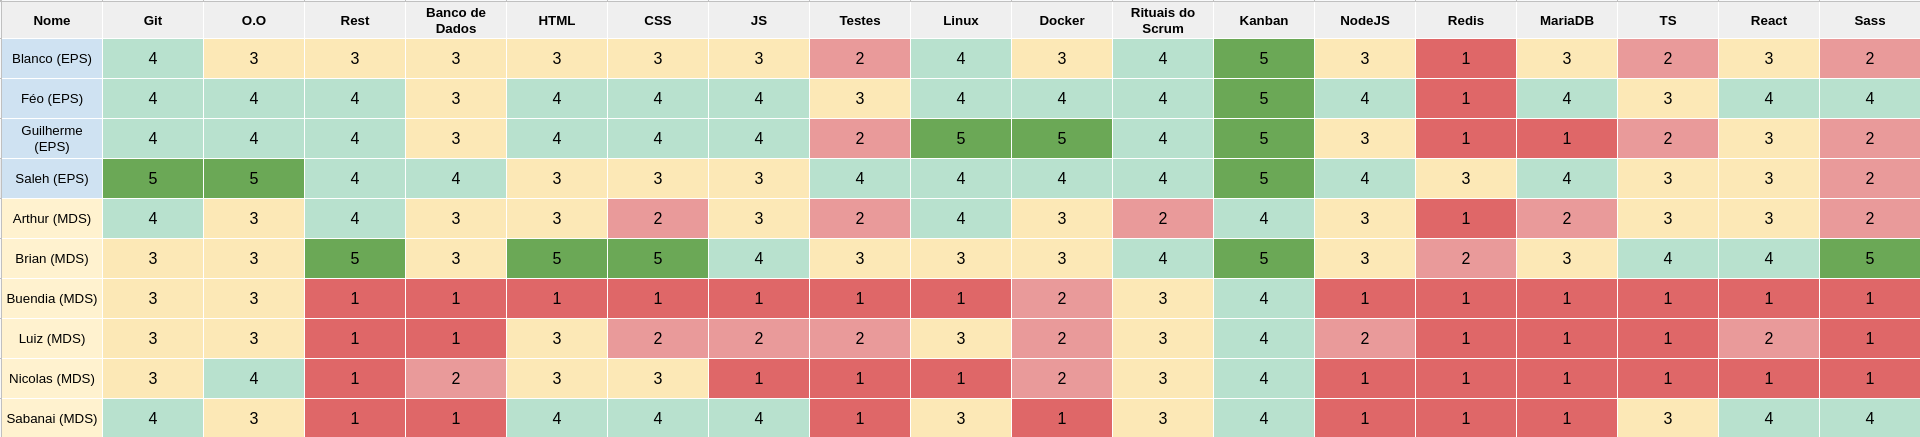 Nome Git O.O Rest Banco de Dados HTML CSS JS Testes Linux Docker Rituais do Scrum Kanban NodeJS Redis MariaDB TS React Sass
Blanco (EPS) 4 3 3 3 3 3 3 2 4 3 4 5 3 1 3 2 3 2
Féo (EPS) 4 4 4 3 4 4 4 3 4 4 4 5 4 1 4 3 4 4
Guilherme (EPS) 4 4 4 3 4 4 4 2 5 5 4 5 3 1 1 2 3 2
Saleh (EPS) 5 5 4 4 3 3 3 4 4 4 4 5 4 3 4 3 3 2
Arthur (MDS) 4 3 4 3 3 2 3 2 4 3 2 4 3 1 2 3 3 2
Brian (MDS) 3 3 5 3 5 5 4 3 3 3 4 5 3 2 3 4 4 5
Buendia (MDS) 3 3 1 1 1 1 1 1 1 2 3 4 1 1 1 1 1 1
Luiz (MDS) 3 3 1 1 3 2 2 2 3 2 3 4 2 1 1 1 2 1
Nicolas (MDS) 3 4 1 2 3 3 1 1 1 2 3 4 1 1 1 1 1 1
Sabanai (MDS) 4 3 1 1 4 4 4 1 3 1 3 4 1 1 1 3 4 4